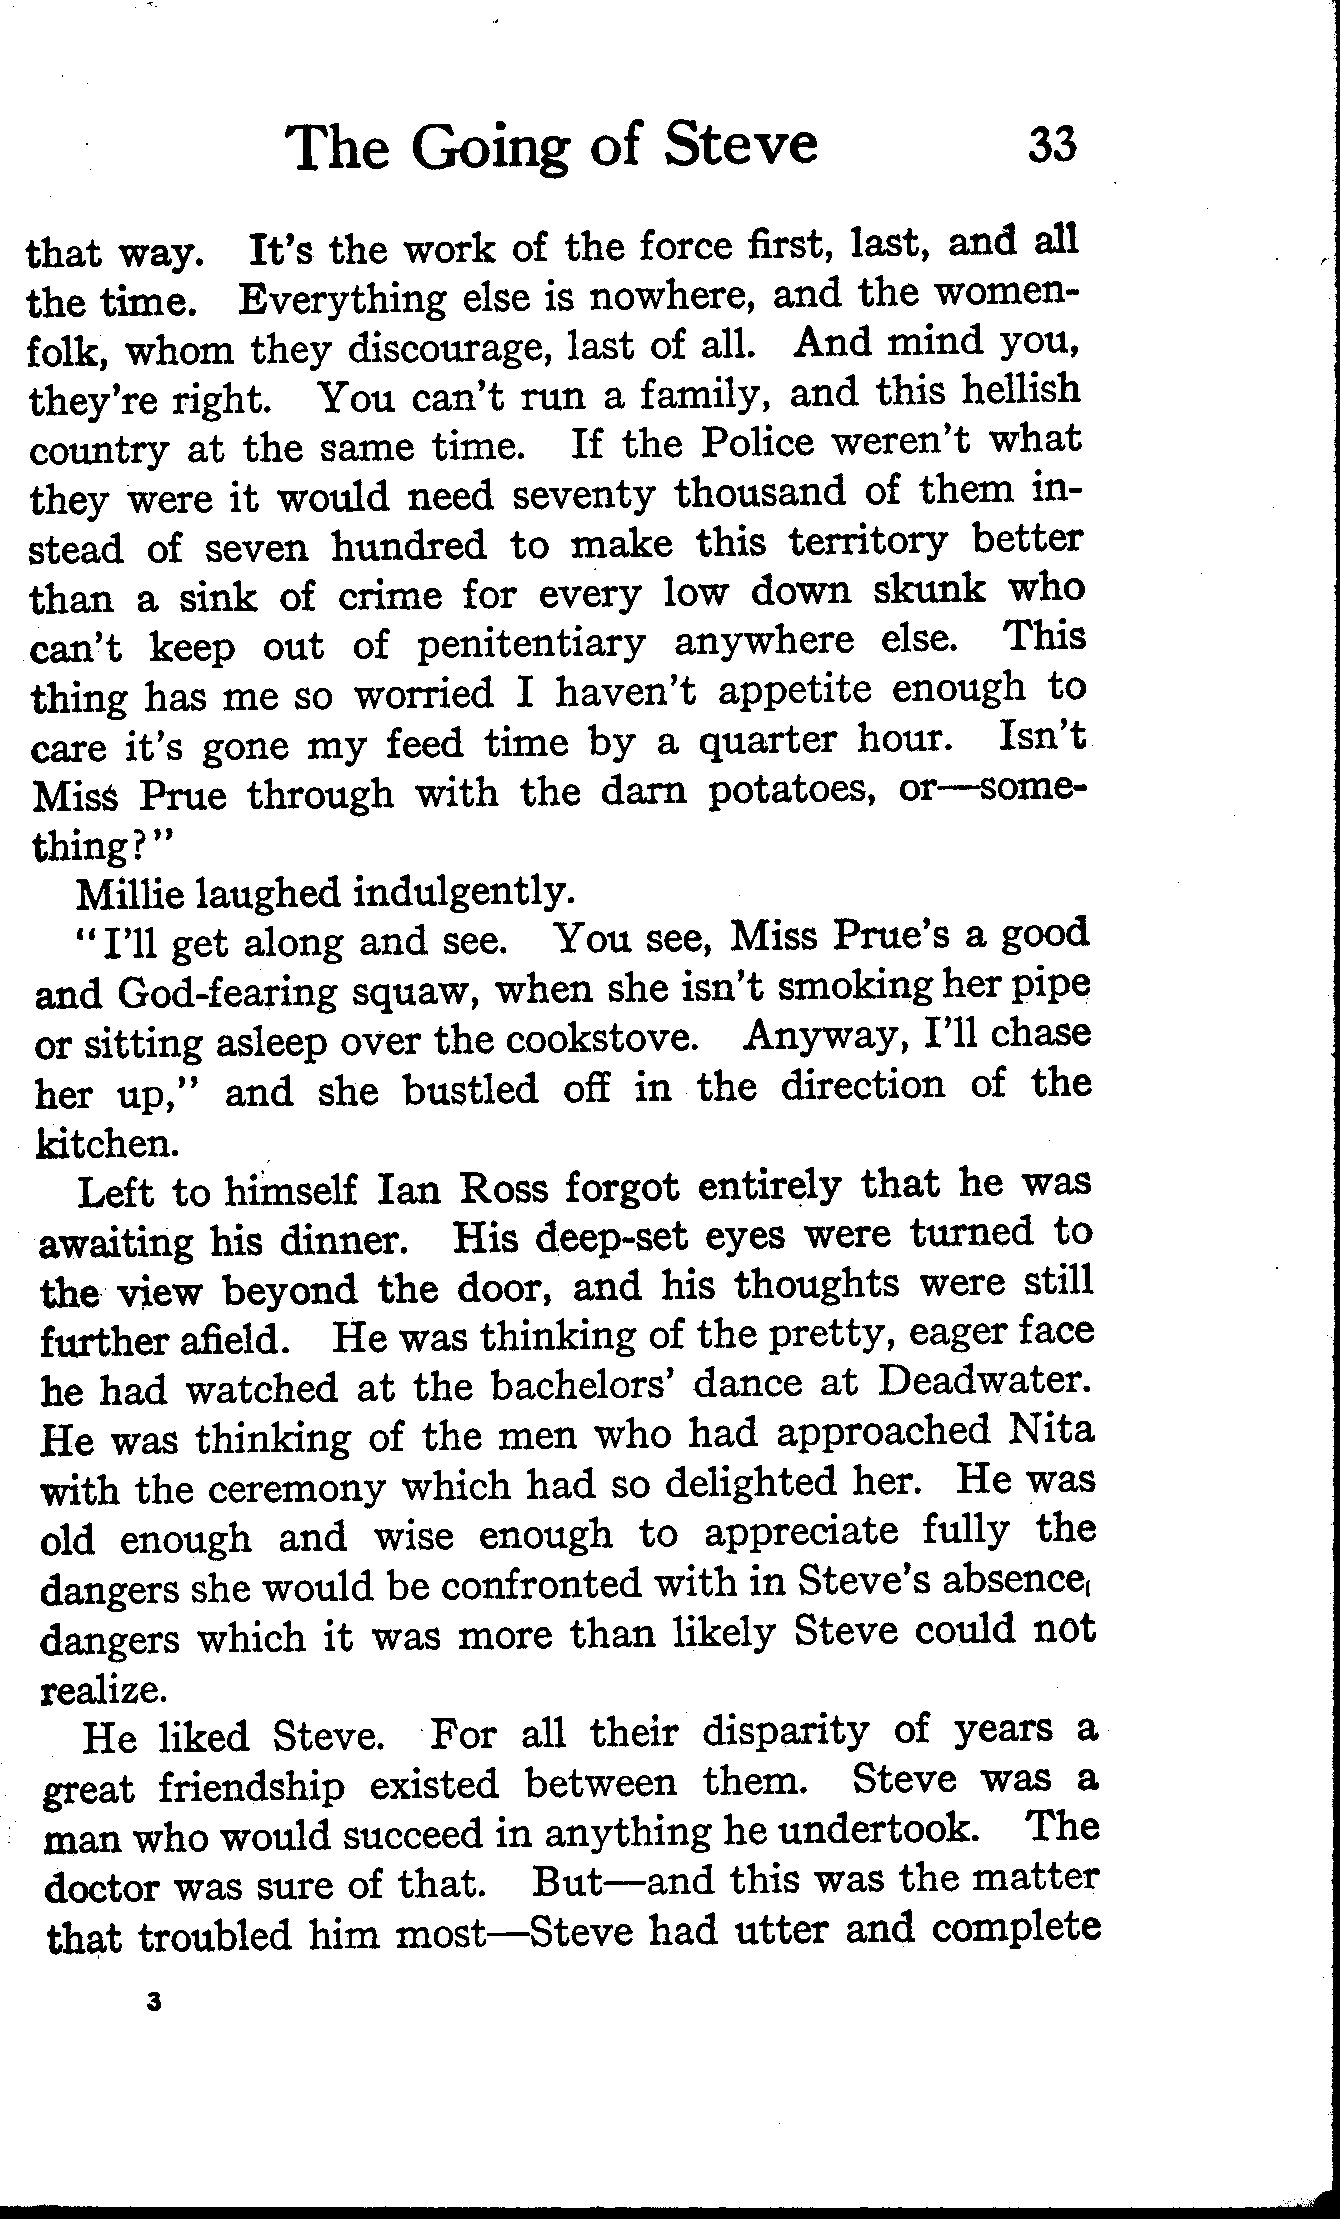 The Going of Steve 33
that way. It's the work of the force first, last, and all
the time. Everything else is nowhere, and the women-
folk, whom they discourage, last of all. And mind you,
they're right. You can't run a family, and this hellish
country at the same time. If the Police weren't what
they were it would need seventy thousand of them in-
stead of seven hundred to make this territory better
than a sink of crime for every low down skunk who
can't keep out of penitentiary anywhere else. This
thing has me so worried I haven't appetite enough to
care it's gone my feed time by a quarter hour. Isn't
Miss Prue through with the darn potatoes, or—some-
thing?"
Millie laughed indulgently.
"I'll get along and see. You see, Miss Prue's a good
and God-fearing squaw, when she isn't smoking her pipe
or sitting asleep over the cookstove. Anyway, I'll chase
her up," and she bustled off in the direction of the
kitchen.
Left to himself Ian Ross forgot entirely that he was
awaiting his dinner. His deep-set eyes were turned to
the view beyond the door, and his thoughts were still
further afield. He was thinking of the pretty, eager face
he had watched at the bachelors' dance at Deadwater.
He was thinking of the men who had approached Nita
with the ceremony which had so delighted her. He was
old enough and wise enough to appreciate fully the
dangers she would be confronted with in Steve's absence,
dangers which it was more than likely Steve could not
realize.
He liked Steve. For all their disparity of years a
great friendship existed between them. Steve was a
man who would succeed in anything he undertook. The
doctor was sure of that. But—and this was the matter
that troubled him most—Steve had utter and complete
3